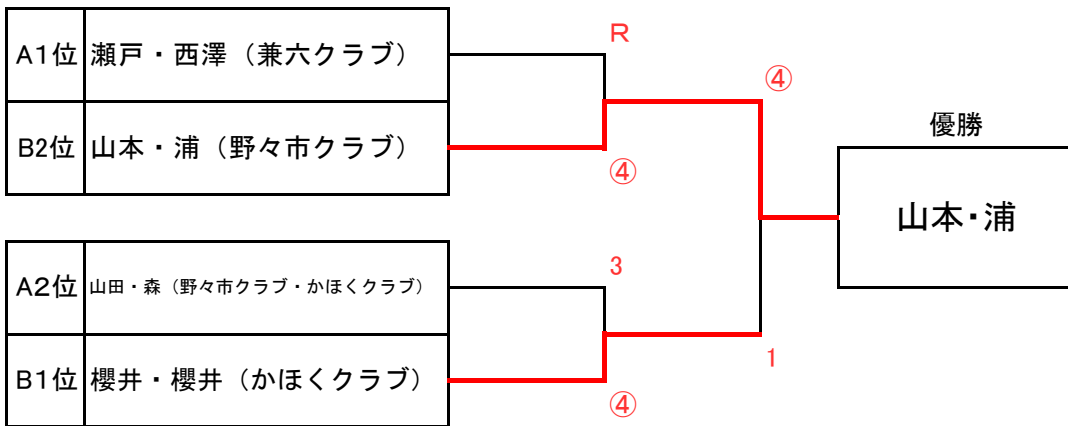 A1位 瀬戸・西澤（兼六クラブ）
R
④
B2位 山本・浦（野々市クラブ）
④
優勝
山本・浦
A2位 山田・森（野々市クラブ・かほくクラブ）
3
1
B1位 櫻井・櫻井（かほくクラブ）
④